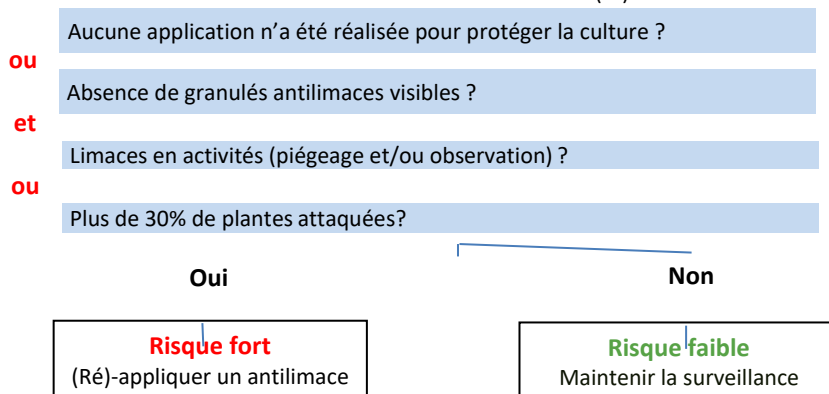 Aucune application n’a été réalisée pour protéger la culture ?
ou
Absence de granulés antilimaces visibles ?
et
Limaces en activités (piégeage et/ou observation) ?
ou
Plus de 30% de plantes attaquées?
Oui
Non
Risque fort
(Ré)-appliquer un antilimace
Risque faible
Maintenir la surveillance